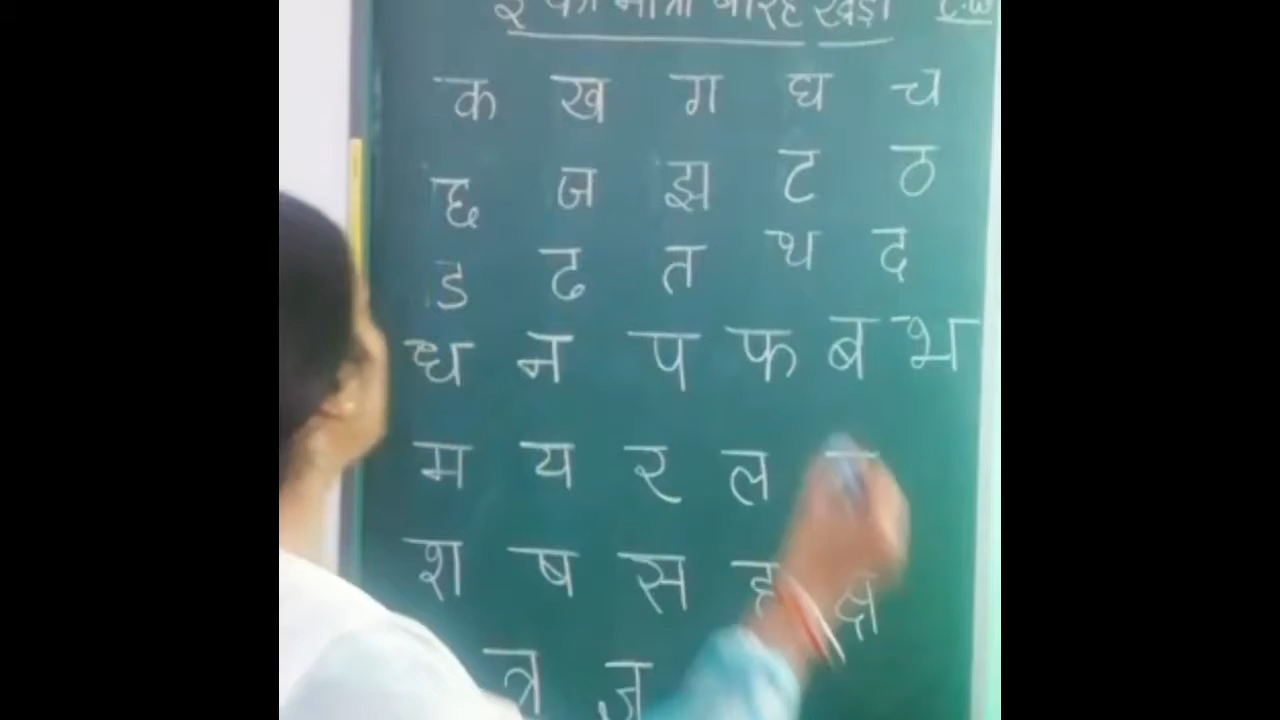 इ की मात्रा बारह खड़ी C.W
क ख ग घ च
छ ज झ ट ठ
ड ढ त थ द
ध न प फ ब भ
म य र ल
श ष स ह क्ष
त्र ज्ञ